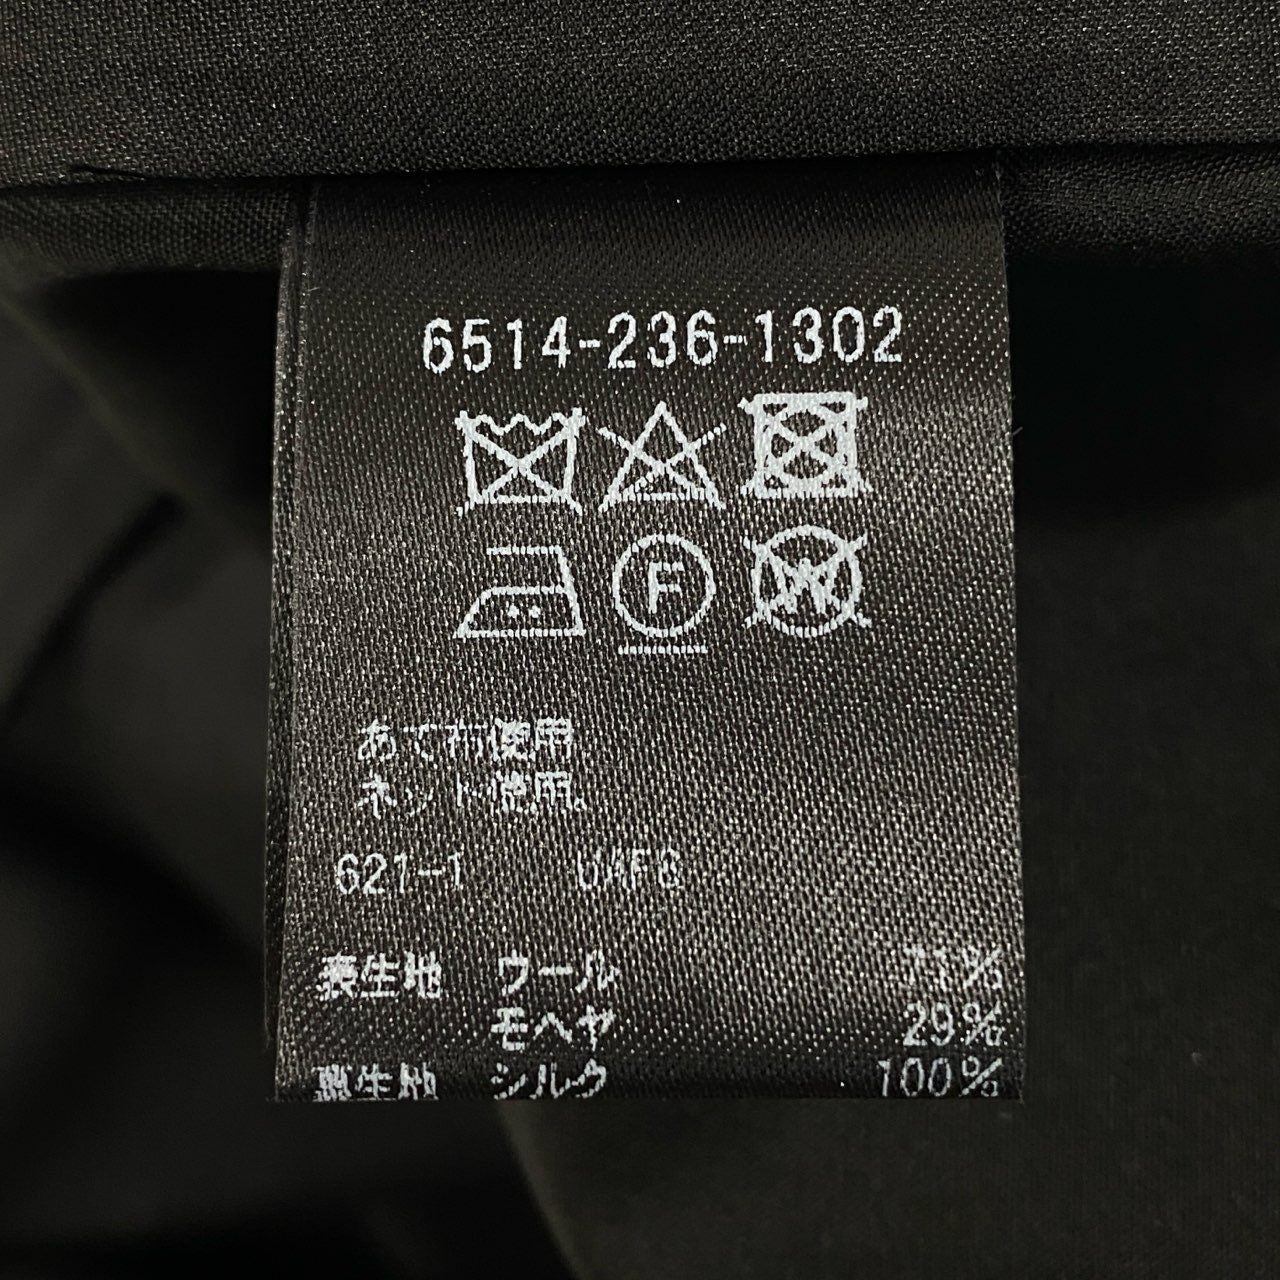 6514-236-1302
F
W
あて布使用
ネット使用。
621-1
表生地 ワール 71%
モヘヤ 29%
裏生地 シルク 100%